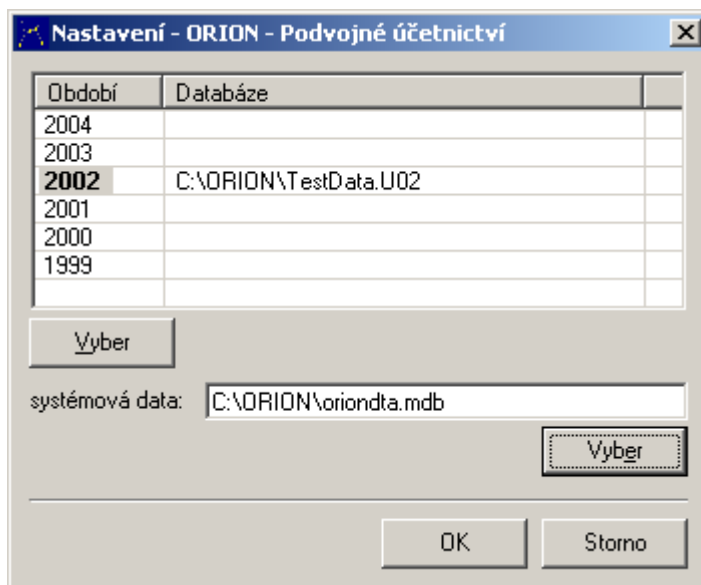 Nastavení - ORION - Podvojné účetnictví
Období Databáze
2004
2003
2002 C:\ORION\TestData.U02
2001
2000
1999
Vyber
systémová data: C:\ORION\oriondta.mdb
Vyber
OK Storno